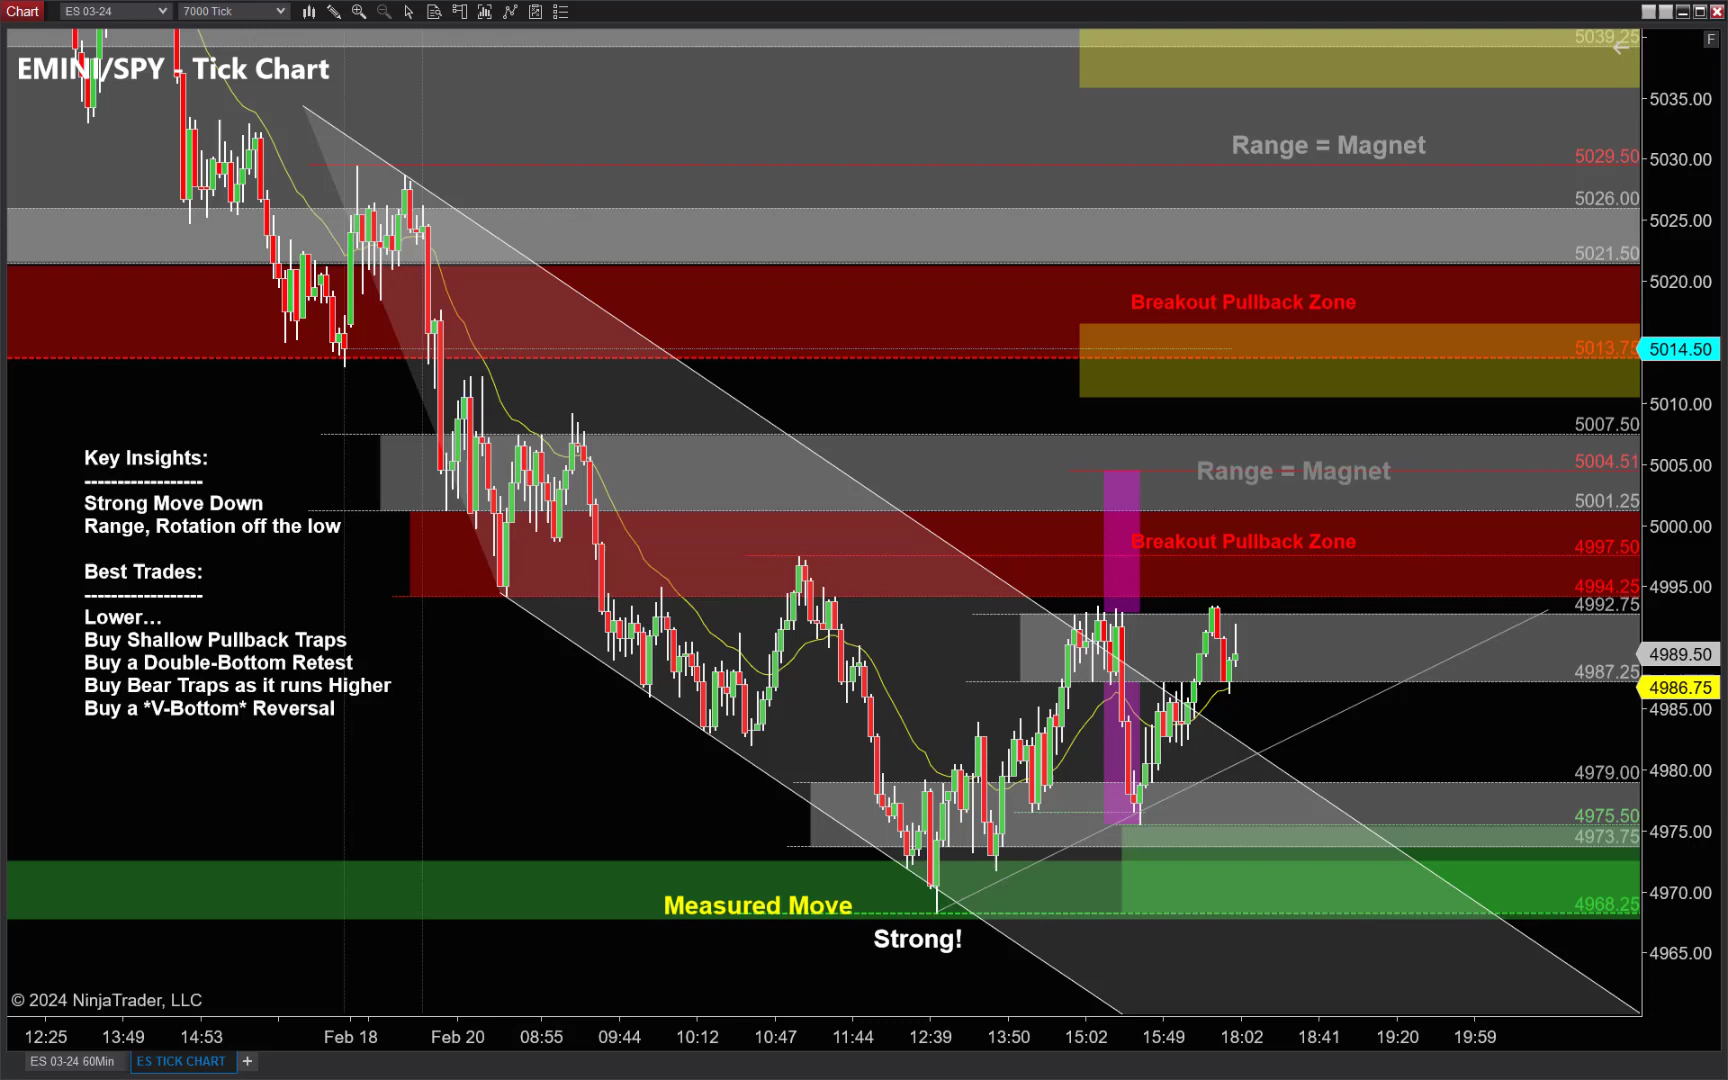 Chart
ES 03-24
7000 Tick
F
EMINI/SPY - Tick Chart
5039.25
5035.00
Range = Magnet
5029.50
5030.00
5026.00
5025.00
5021.50
5020.00
Breakout Pullback Zone
5013.75
5014.50
5010.00
5007.50
Key Insights:
------------------
Strong Move Down
Range, Rotation off the low
5004.51
5005.00
Range = Magnet
5001.25
5000.00
Breakout Pullback Zone
4997.50
Best Trades:
------------------
Lower...
Buy Shallow Pullback Traps
Buy a Double-Bottom Retest
Buy Bear Traps as it runs Higher
Buy a *V-Bottom* Reversal
4994.25
4995.00
4992.75
4989.50
4987.25
4986.75
4985.00
4979.00
4980.00
4975.50
4973.75
4975.00
4970.00
Measured Move
4968.25
Strong!
4965.00
© 2024 NinjaTrader, LLC
12:25 13:49 14:53 Feb 18 Feb 20 08:55 09:44 10:12 10:47 11:44 12:39 13:50 15:02 15:49 18:02 18:41 19:20 19:59
ES 03-24 60Min ES TICK CHART +